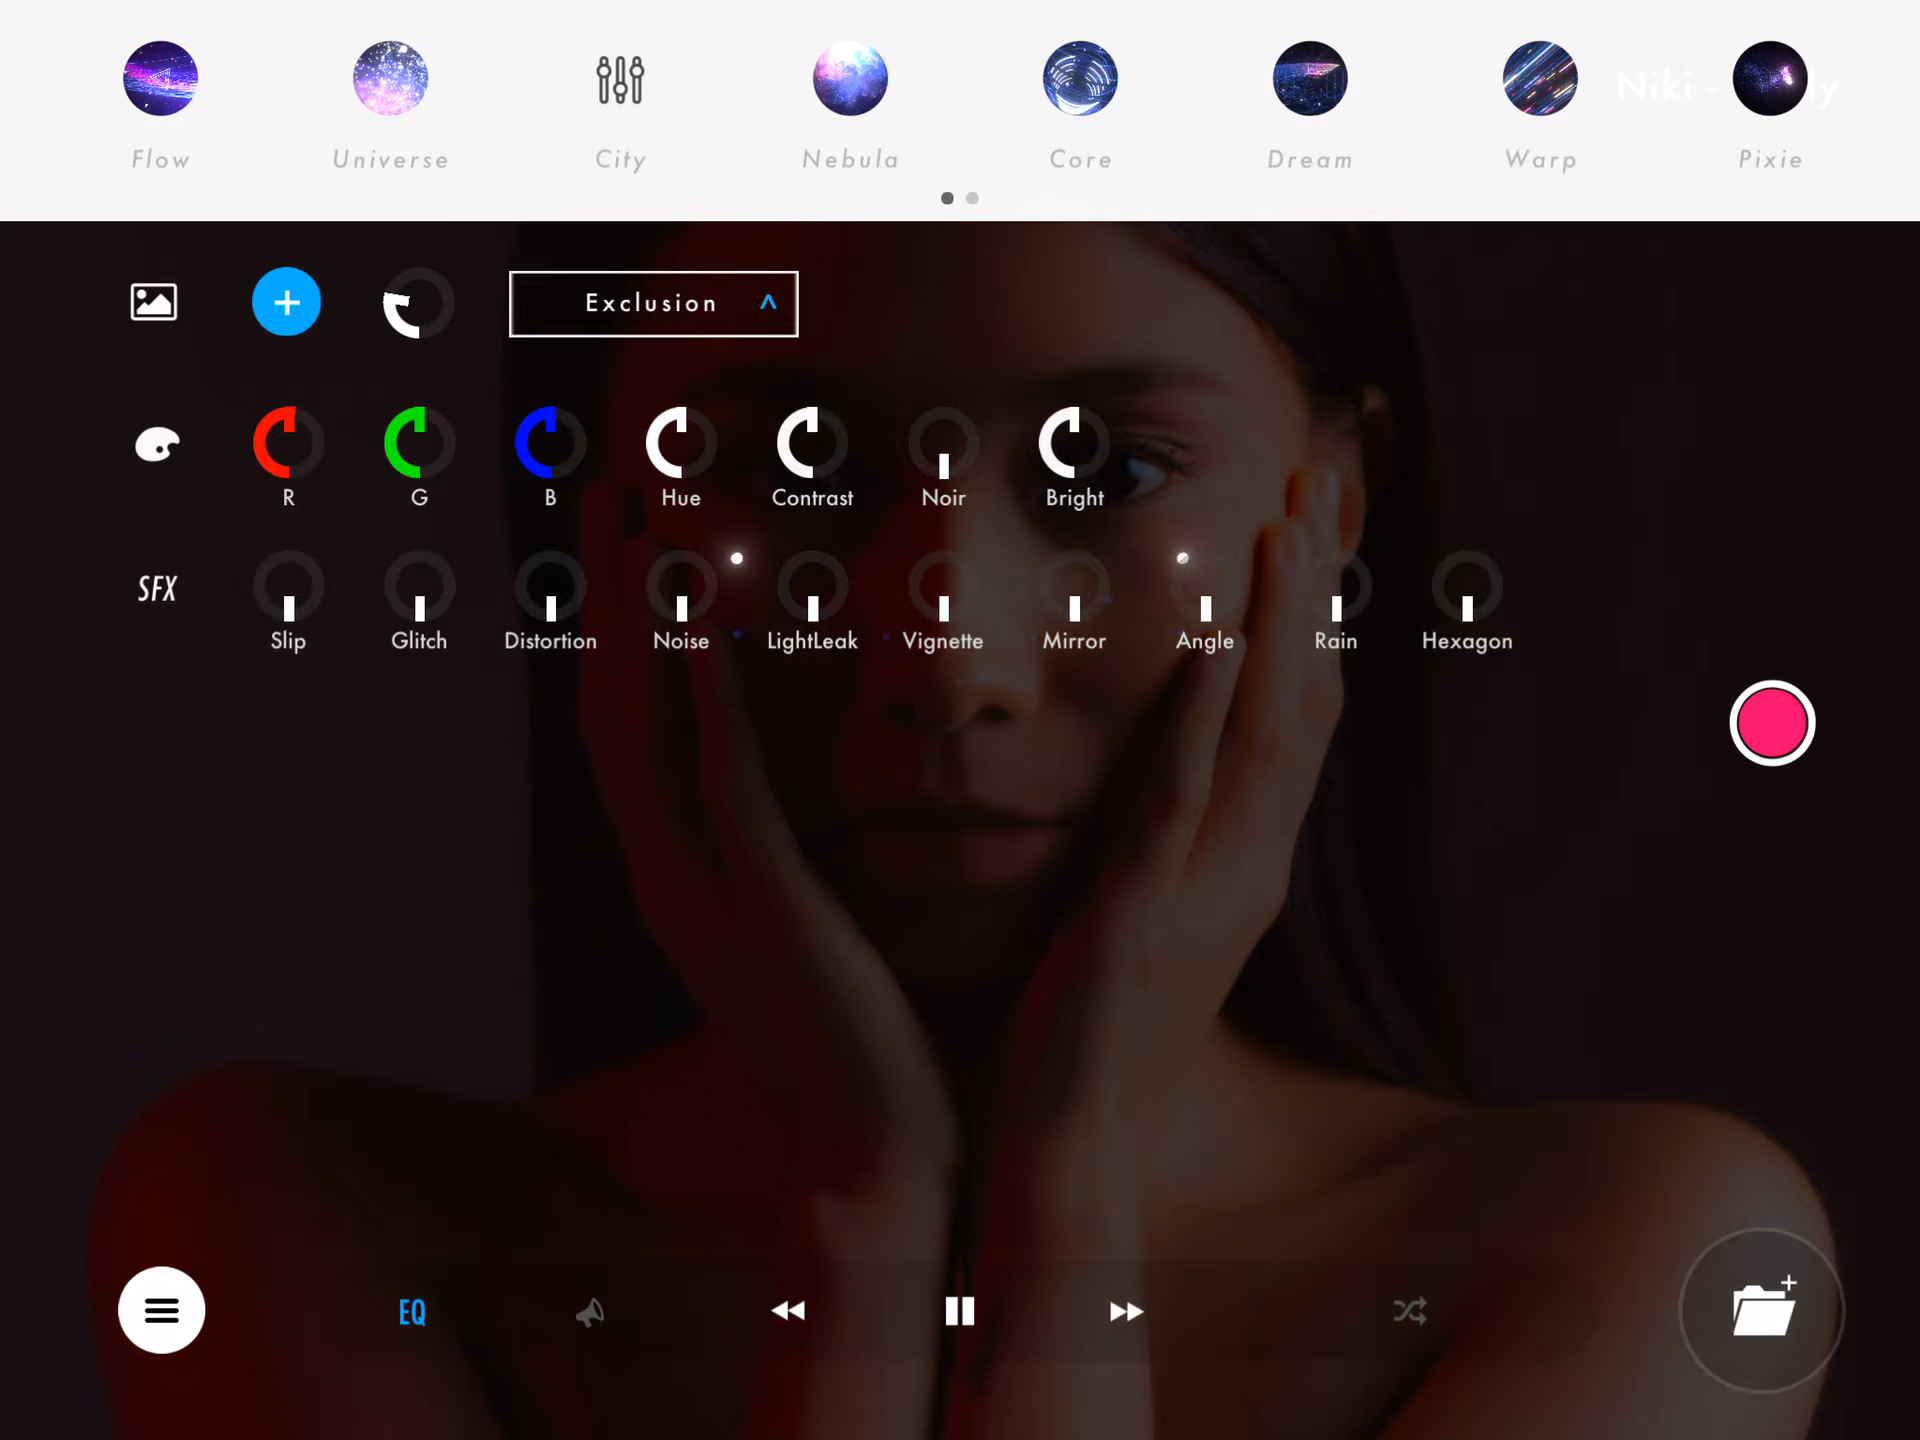 Niki
Flow
Universe
City
Nebula
Core
Dream
Warp
Pixie
Exclusion
R
G
B
Hue
Contrast
Noir
Bright
SFX
Slip
Glitch
Distortion
Noise
LightLeak
Vignette
Mirror
Angle
Rain
Hexagon
EQ